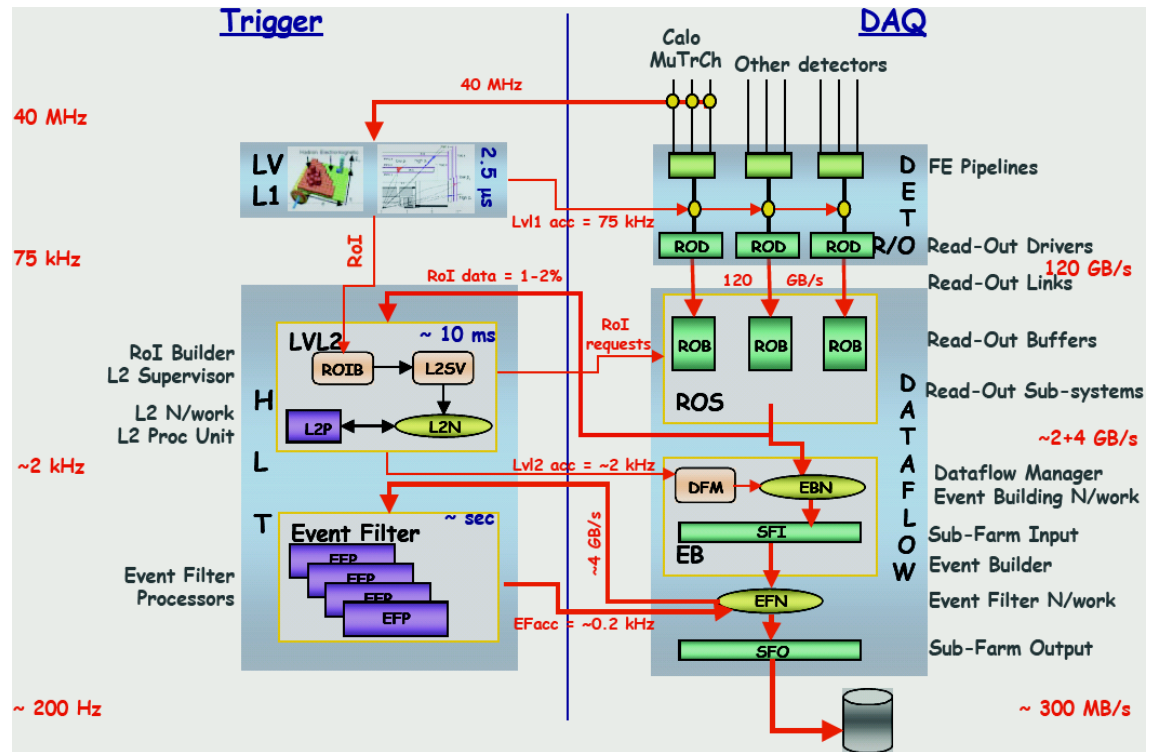 Trigger
DAQ
Calo
MuTrCh
Other detectors
40 MHz
40 MHz
LV
L1
2.5 µs
DET
R/O
FE Pipelines
Lvl1 acc = 75 kHz
RoI
ROD
ROD
ROD
Read-Out Drivers
75 kHz
120 GB/s
RoI data = 1-2%
120 GB/s
Read-Out Links
LVL2
~ 10 ms
RoI
requests
ROB
ROB
ROB
Read-Out Buffers
RoI Builder
L2 Supervisor
ROIB
L2SV
ROS
Read-Out Sub-systems
L2 N/work
L2 Proc Unit
L2P
L2N
HLT
DATAFLOW
~2+4 GB/s
~2 kHz
Lvl2 acc = ~2 kHz
DFM
EBN
Dataflow Manager
Event Building N/work
Event Filter
~ sec
SFI
Sub-Farm Input
EB
Event Builder
~4 GB/s
EFP
EFP
EFP
EFP
Event Filter
Processors
EFN
Event Filter N/work
EFacc = ~0.2 kHz
SFO
Sub-Farm Output
~ 200 Hz
~ 300 MB/s